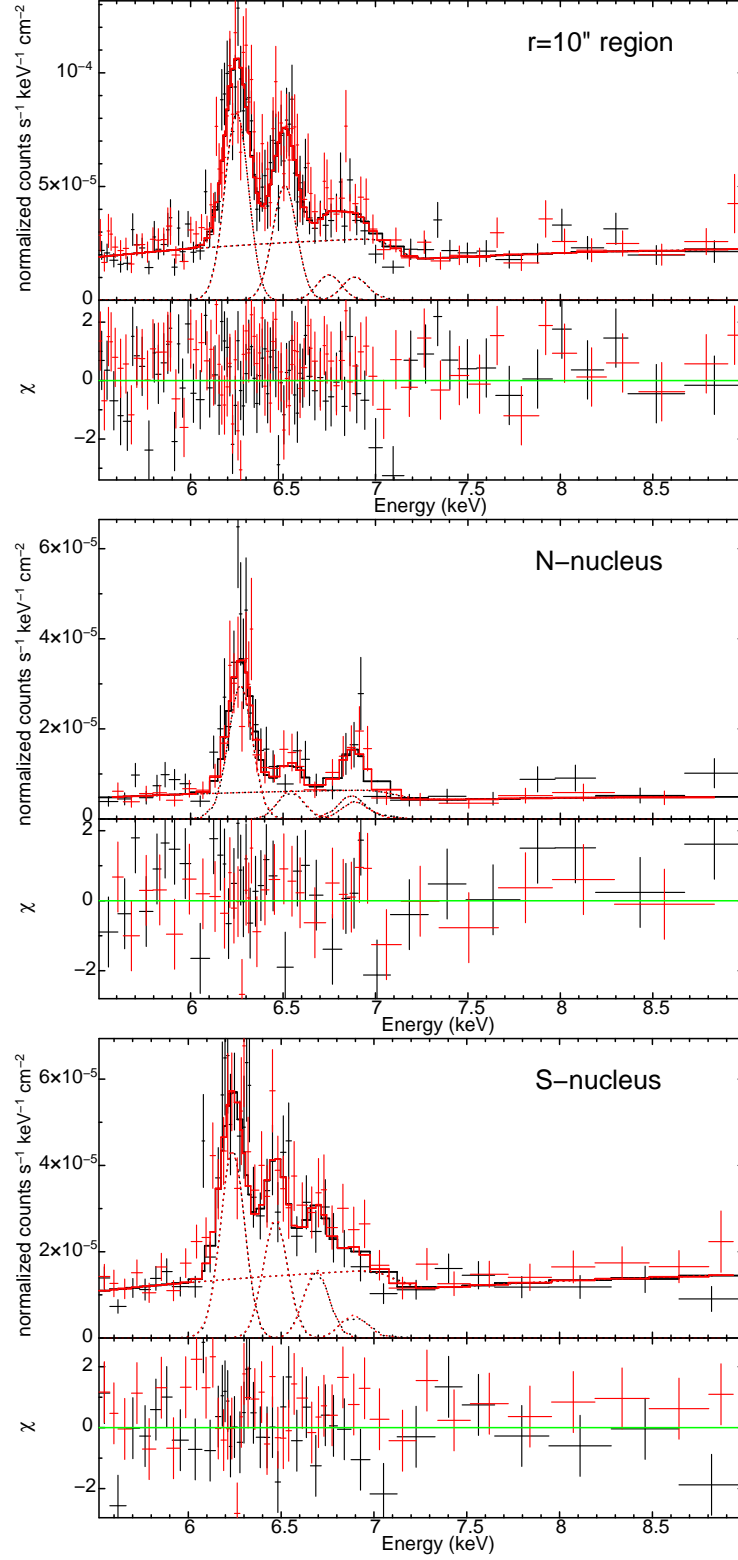 r=10" region
normalized counts s⁻¹ keV⁻¹ cm⁻²
10⁻⁴
5×10⁻⁵
0
2
0
−2
χ
6 6.5 7 7.5 8 8.5
Energy (keV)
N−nucleus
normalized counts s⁻¹ keV⁻¹ cm⁻²
6×10⁻⁵
4×10⁻⁵
2×10⁻⁵
0
2
0
−2
χ
6 6.5 7 7.5 8 8.5
Energy (keV)
S−nucleus
normalized counts s⁻¹ keV⁻¹ cm⁻²
6×10⁻⁵
4×10⁻⁵
2×10⁻⁵
0
2
0
−2
χ
6 6.5 7 7.5 8 8.5
Energy (keV)